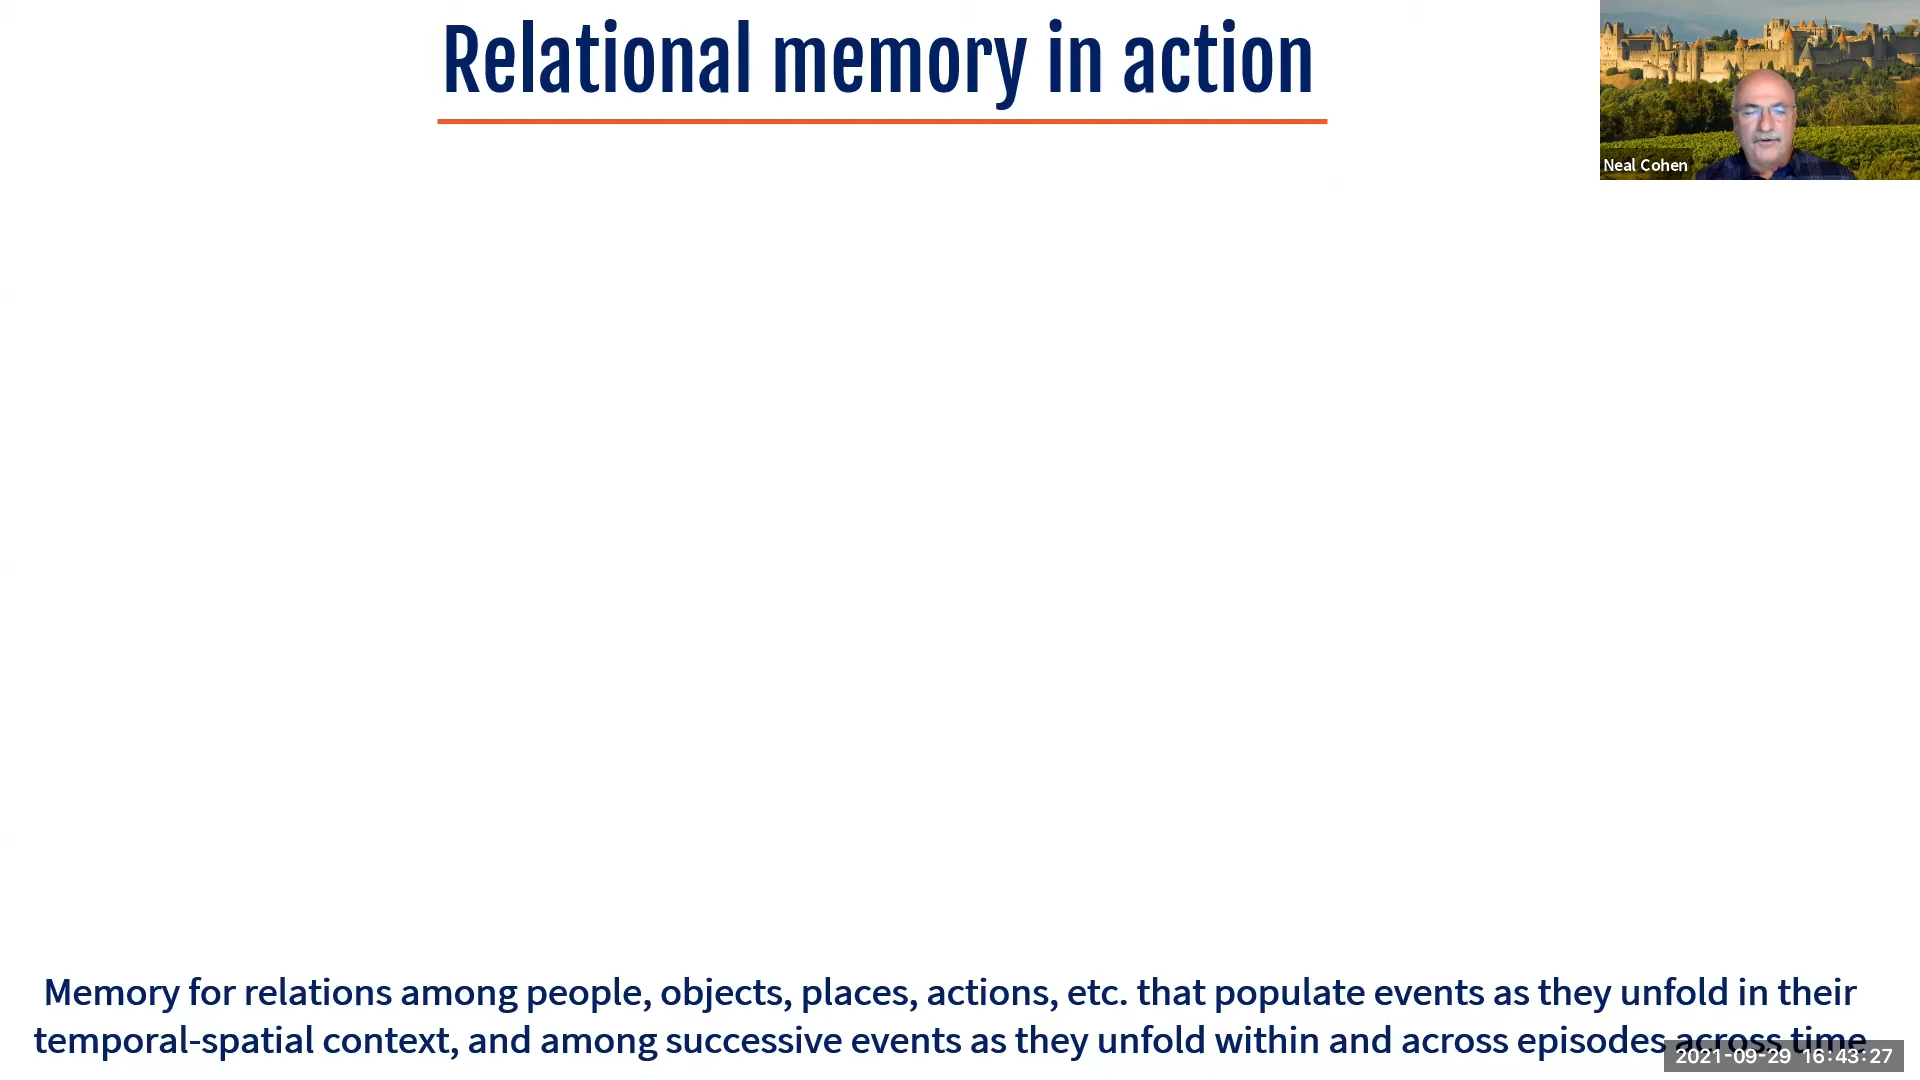 Relational memory in action
Neal Cohen
Memory for relations among people, objects, places, actions, etc. that populate events as they unfold in their
temporal-spatial context, and among successive events as they unfold within and across episodes across time
2021-09-29 16:43:27